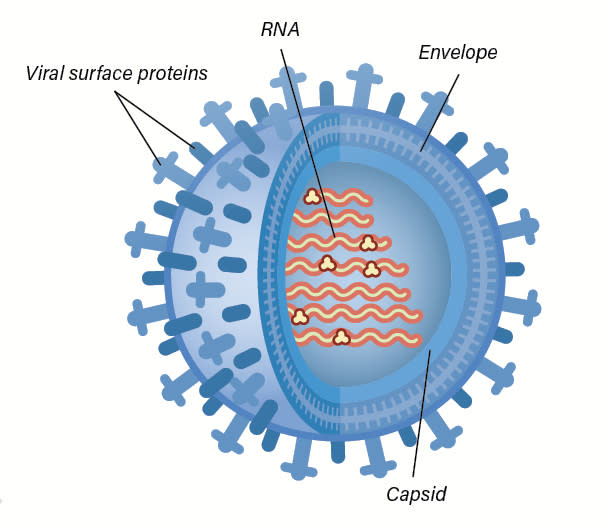 RNA
Envelope
Viral surface proteins
Capsid